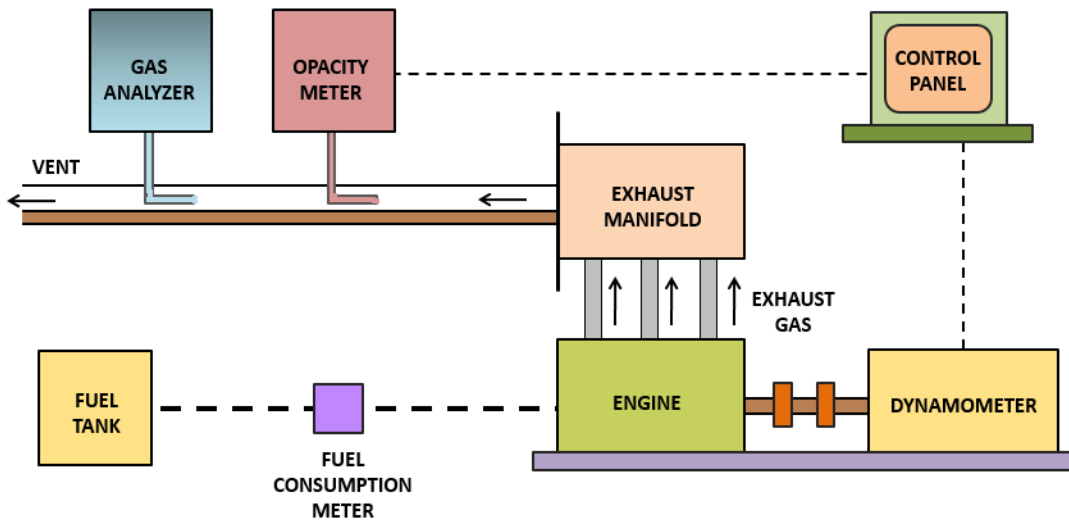 GAS
ANALYZER
OPACITY
METER
CONTROL
PANEL
VENT
EXHAUST
MANIFOLD
EXHAUST
GAS
FUEL
TANK
ENGINE
DYNAMOMETER
FUEL
CONSUMPTION
METER